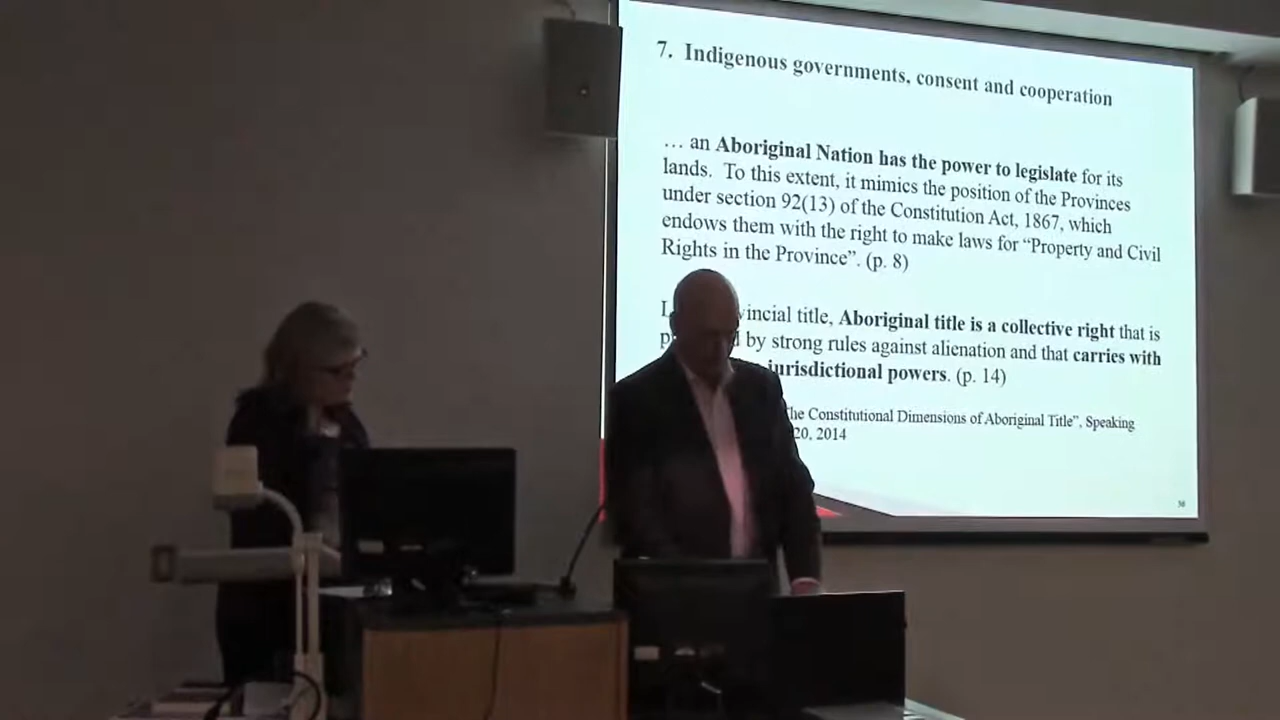 7. Indigenous governments, consent and cooperation
… an Aboriginal Nation has the power to legislate for its
lands. To this extent, it mimics the position of the Provinces
under section 92(13) of the Constitution Act, 1867, which
endows them with the right to make laws for “Property and Civil
Rights in the Province”. (p. 8)
title, Aboriginal title is a collective right that is
by strong rules against alienation and that carries with
jurisdictional powers. (p. 14)
Constitutional Dimensions of Aboriginal Title”, Speaking
20, 2014